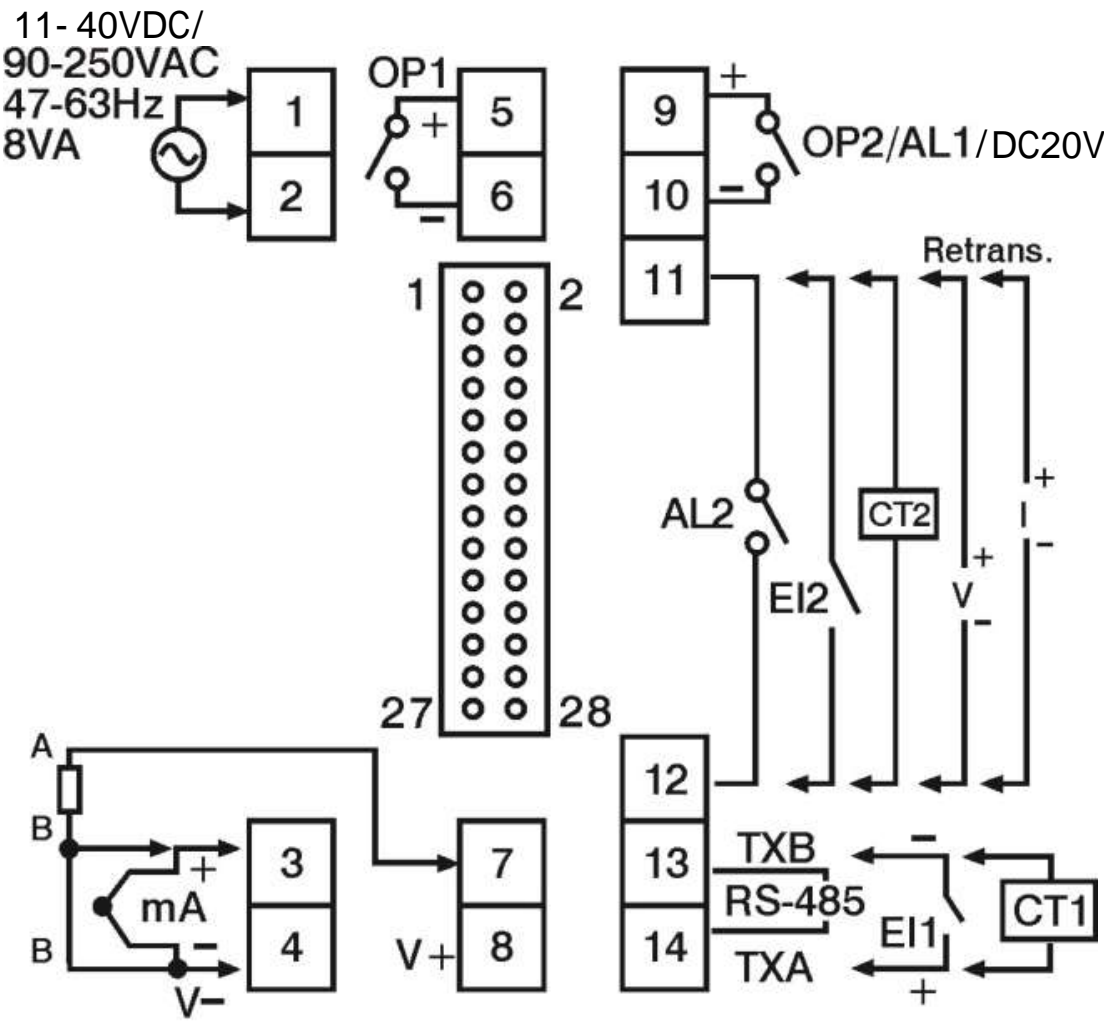 11- 40VDC/
90-250VAC
47-63Hz
8VA
1
2
OP1
+
−
5
6
9
10
11
+
−
OP2/AL1/DC20V
Retrans.
1
2
27
28
AL2
EI2
CT2
+
V
−
+
I
−
A
B
B
+
mA
−
V−
3
4
7
V+ 8
12
13
14
TXB
RS-485
TXA
−
EI1
+
CT1